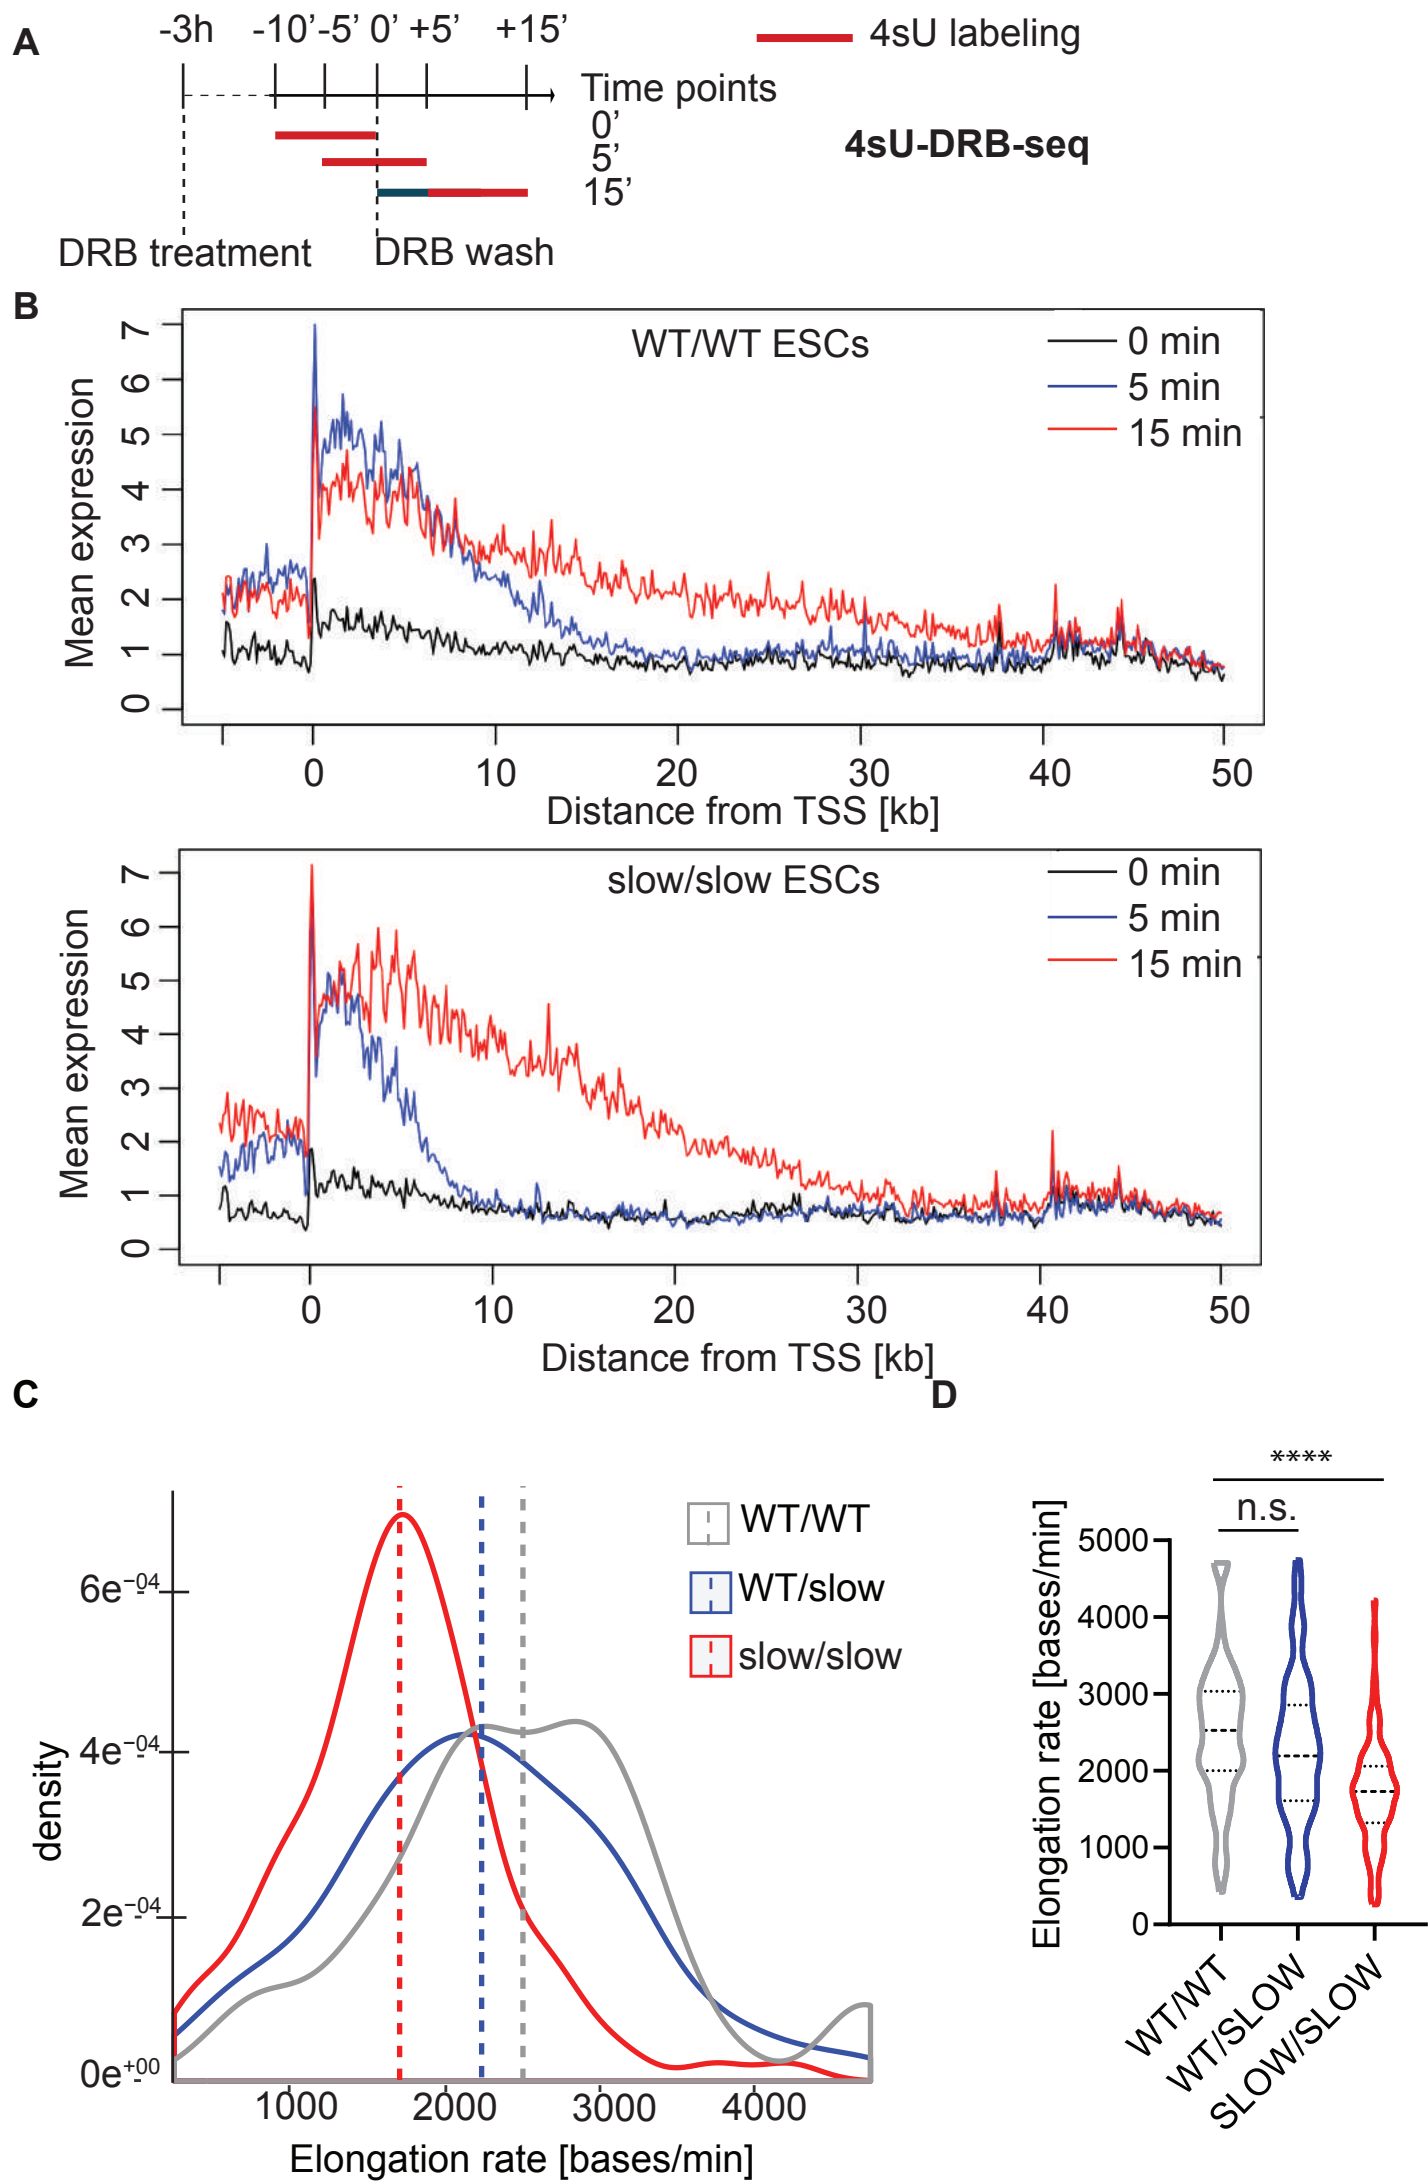 A
-3h -10’ -5’ 0’ +5’ +15’
4sU labeling
Time points
0’
5’
15’
4sU-DRB-seq
DRB treatment DRB wash
B
WT/WT ESCs
0 min
5 min
15 min
Mean expression
7
6
5
4
3
2
1
0
0 10 20 30 40 50
Distance from TSS [kb]
slow/slow ESCs
0 min
5 min
15 min
Mean expression
7
6
5
4
3
2
1
0
0 10 20 30 40 50
Distance from TSS [kb]
C
WT/WT
WT/slow
slow/slow
density
6e-04
4e-04
2e-04
0e+00
1000 2000 3000 4000
Elongation rate [bases/min]
D
****
n.s.
Elongation rate [bases/min]
5000
4000
3000
2000
1000
0
WT/WT
WT/SLOW
SLOW/SLOW